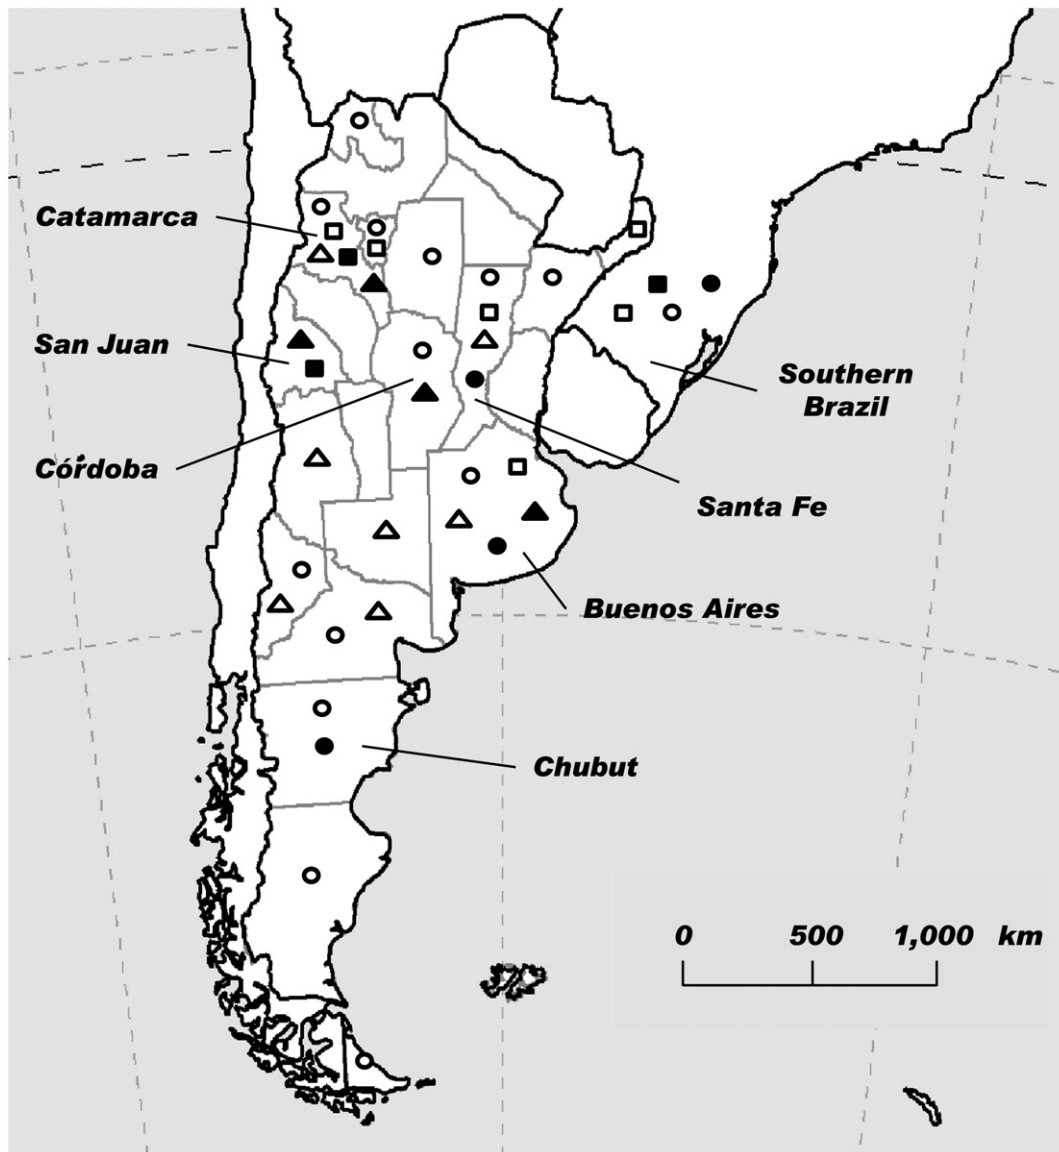 Catamarca
San Juan
Southern
Brazil
Córdoba
Santa Fe
Buenos Aires
Chubut
0 500 1,000 km